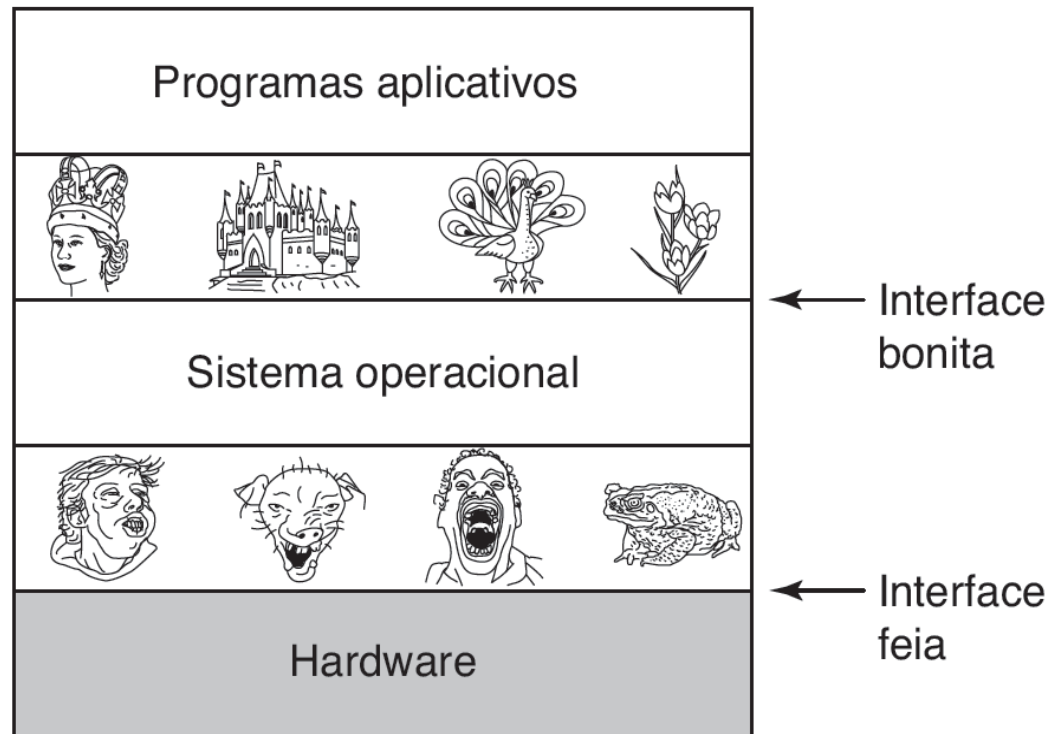 Programas aplicativos
Interface
bonita
Sistema operacional
Interface
feia
Hardware